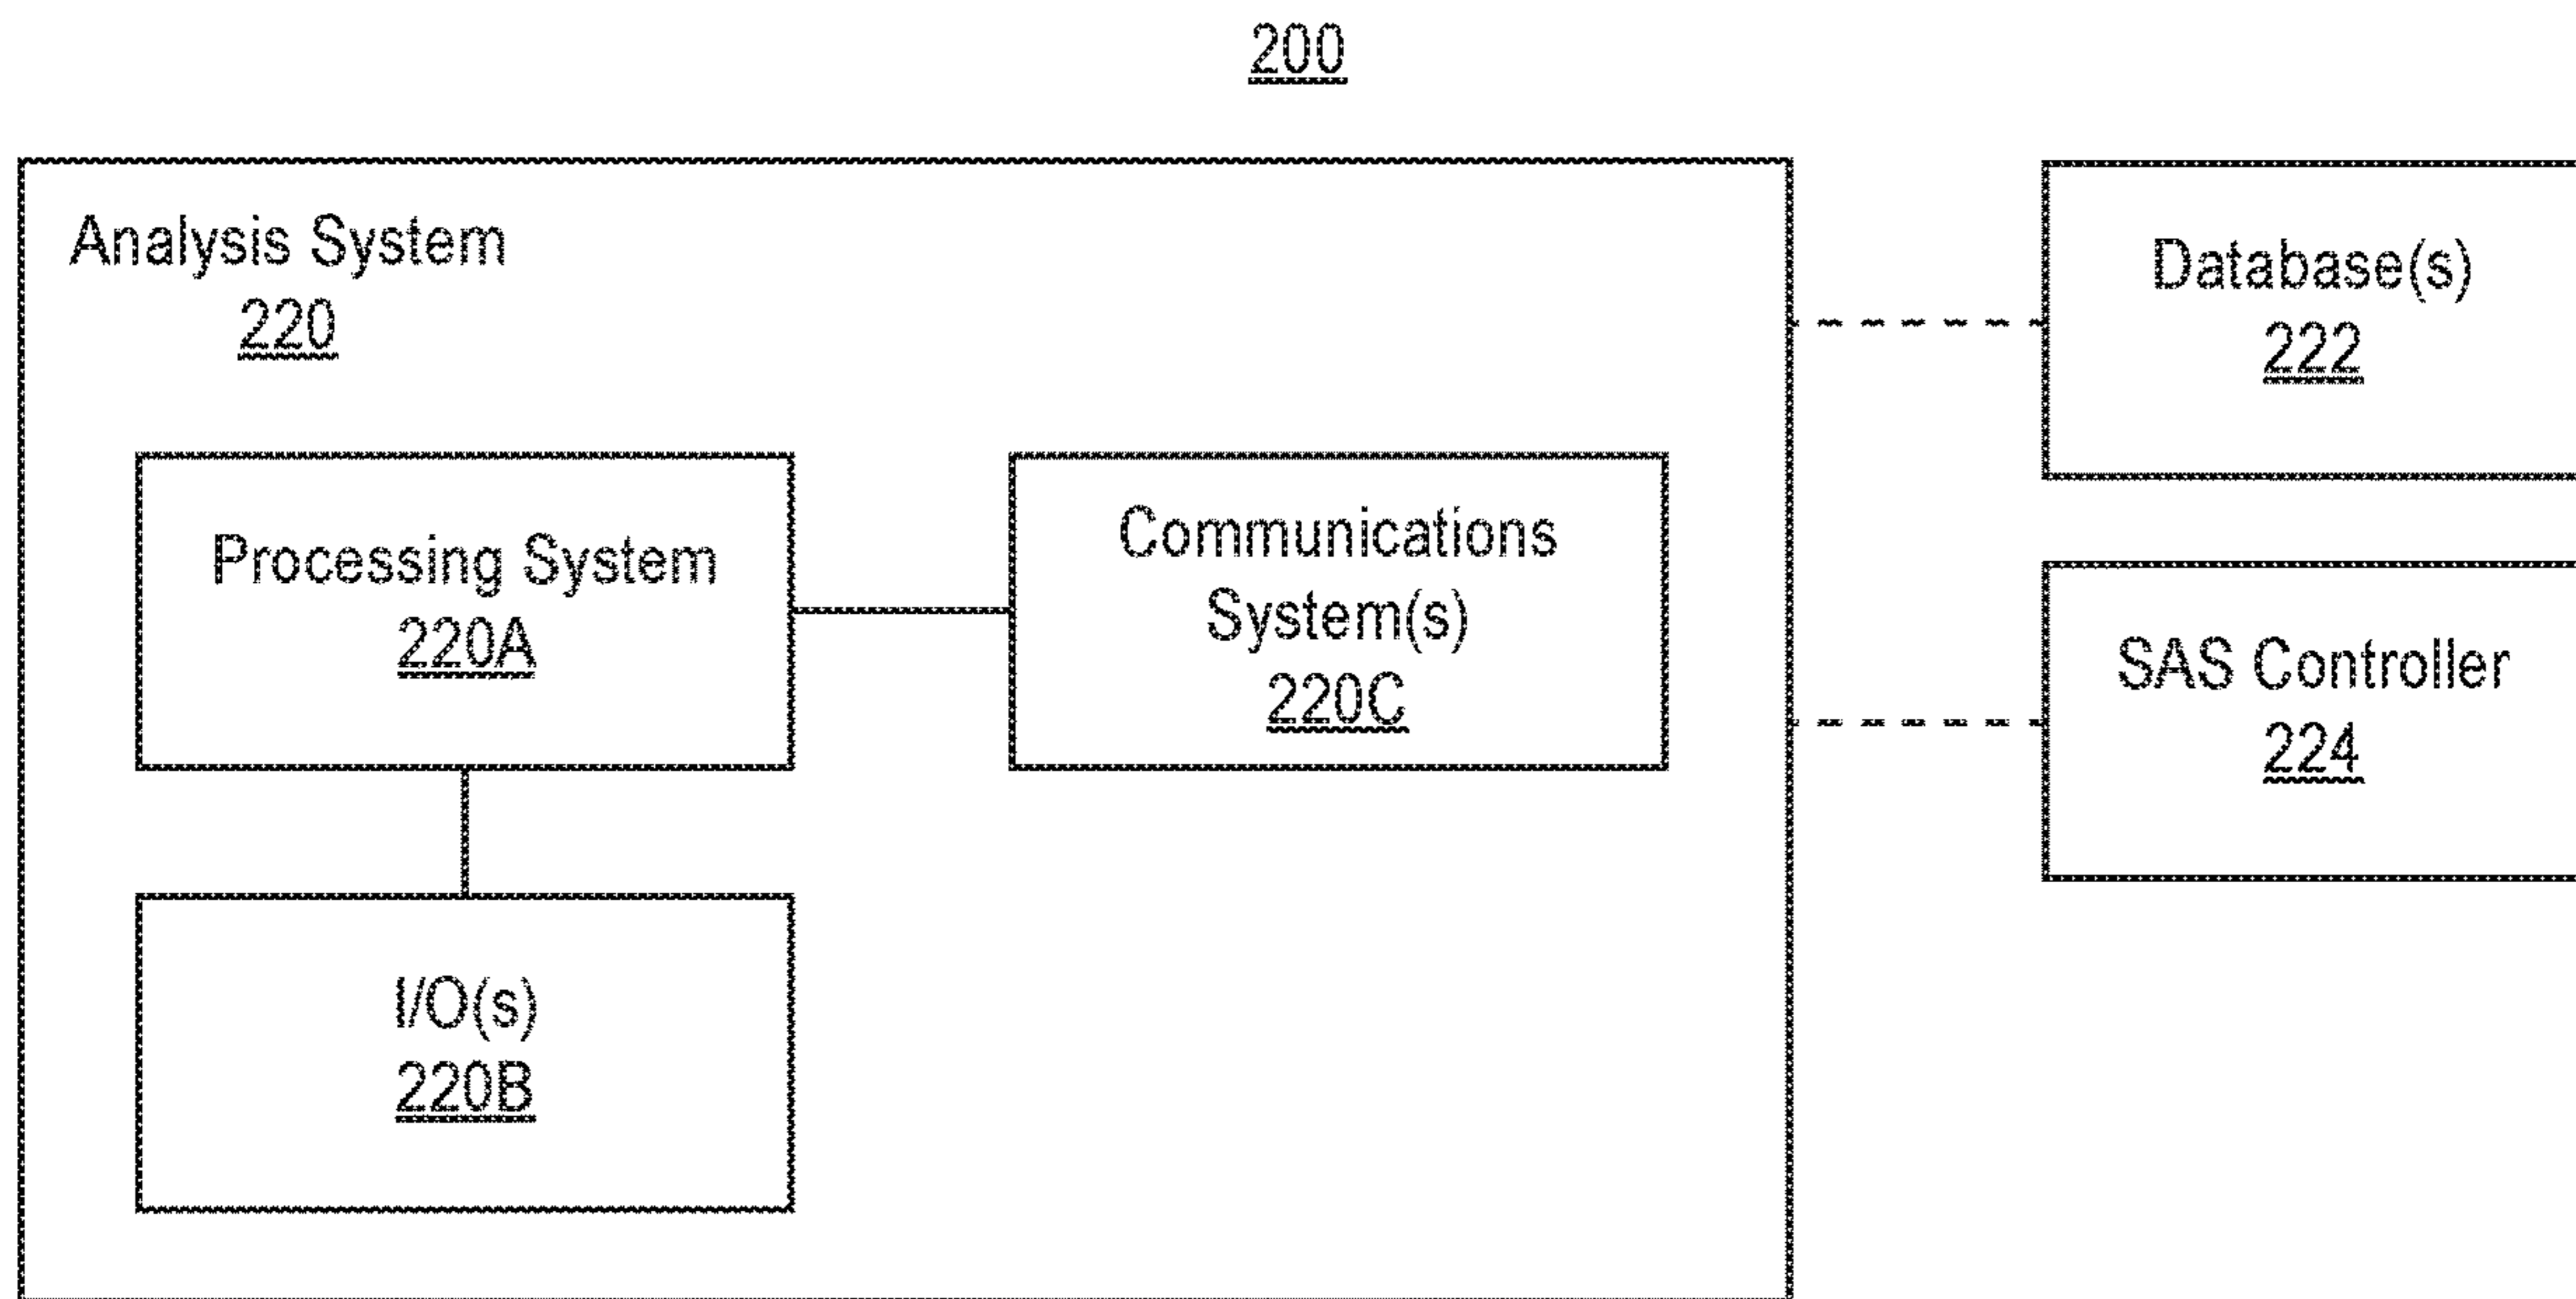 200
Analysis System
220
Database(s)
222
Processing System
220A
Communications
System(s)
220C
SAS Controller
224
I/O(s)
220B